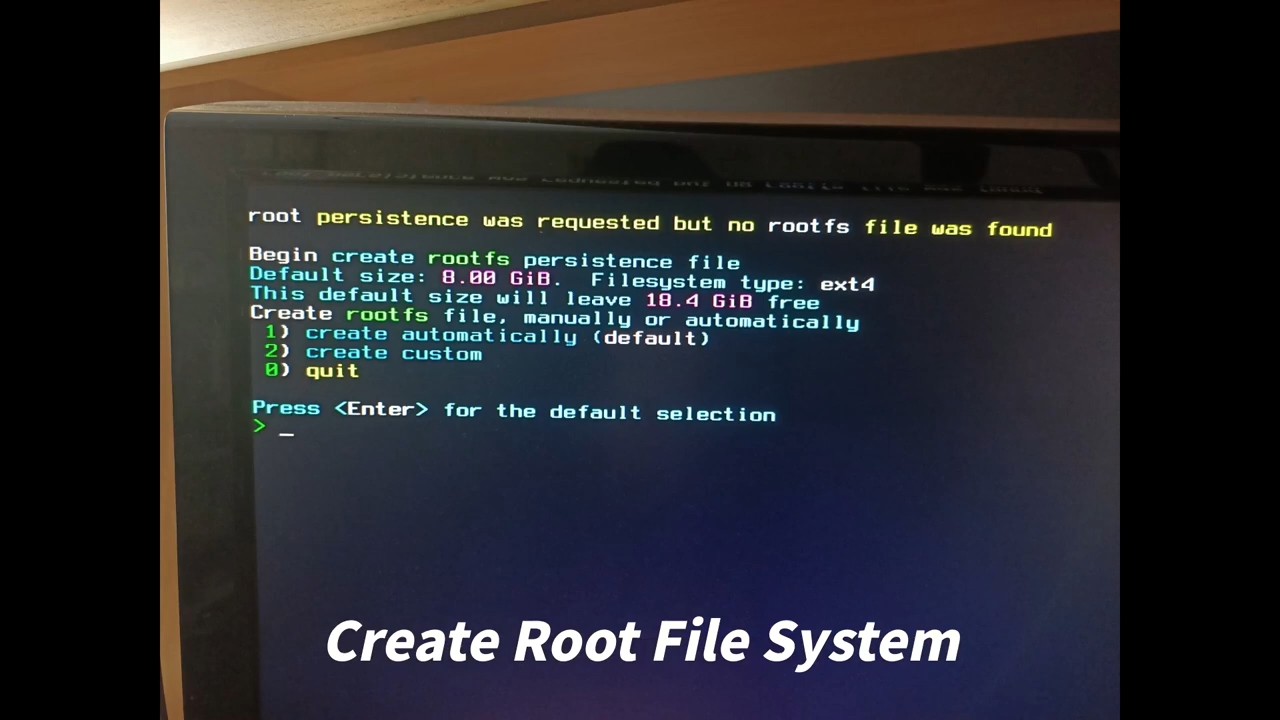 root persistence was requested but no rootfs file was found
Begin create rootfs persistence file
Default size: 8.00 GiB.  Filesystem type: ext4
This default size will leave 18.4 GiB free
Create rootfs file, manually or automatically
1) create automatically (default)
2) create custom
0) quit
Press <Enter> for the default selection
> _
Create Root File System